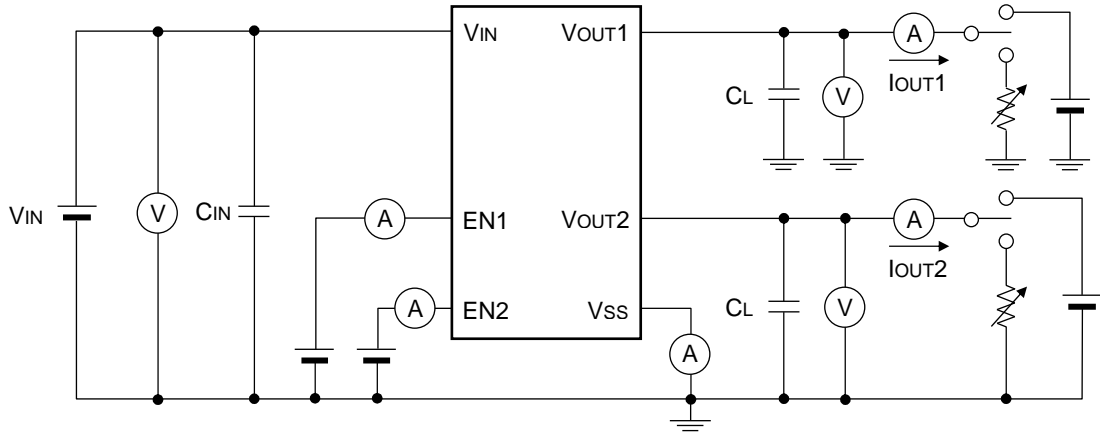 VIN VOUT1
A
CL
V
IOUT1
VIN
V
CIN
A
EN1
VOUT2
A
IOUT2
A
EN2
VSS
CL
V
A